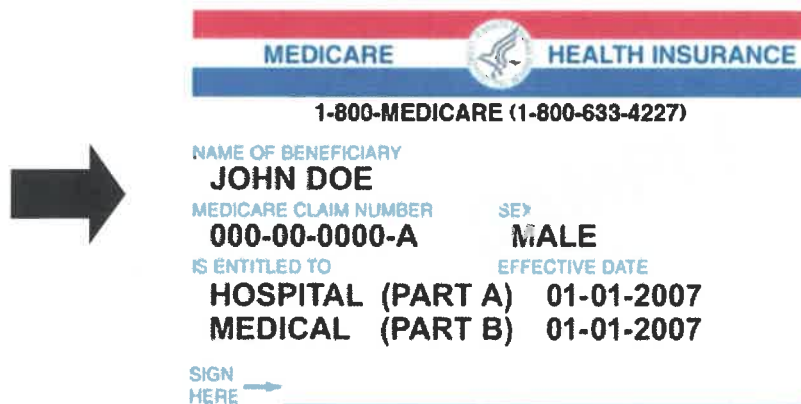 MEDICARE HEALTH INSURANCE
1-800-MEDICARE (1-800-633-4227)
NAME OF BENEFICIARY
JOHN DOE
MEDICARE CLAIM NUMBER SEX
000-00-0000-A MALE
IS ENTITLED TO EFFECTIVE DATE
HOSPITAL (PART A) 01-01-2007
MEDICAL (PART B) 01-01-2007
SIGN
HERE